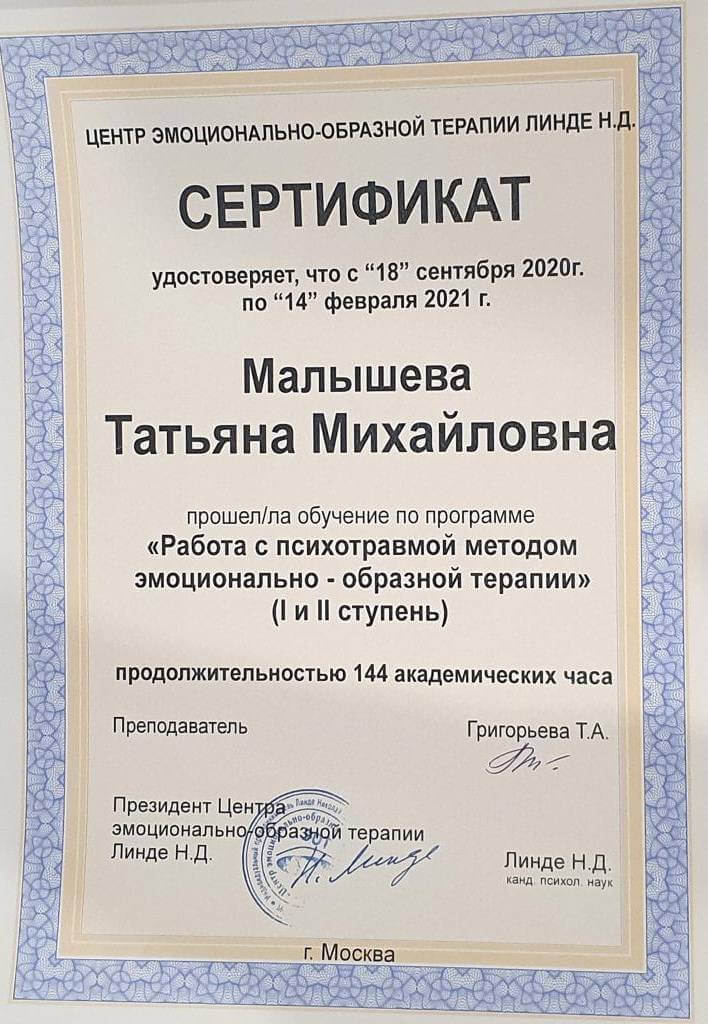 ЦЕНТР ЭМОЦИОНАЛЬНО-ОБРАЗНОЙ ТЕРАПИИ ЛИНДЕ Н.Д.
СЕРТИФИКАТ
удостоверяет, что с “18” сентября 2020г.
по “14” февраля 2021 г.
Малышева
Татьяна Михайловна
прошел/ла обучение по программе
«Работа с психотравмой методом
эмоционально - образной терапии»
(I и II ступень)
продолжительностью 144 академических часа
Преподаватель Григорьева Т.А.
Президент Центра
эмоционально-образной терапии
Линде Н.Д.
Н. Линде
Линде Н.Д.
канд. психол. наук
г. Москва